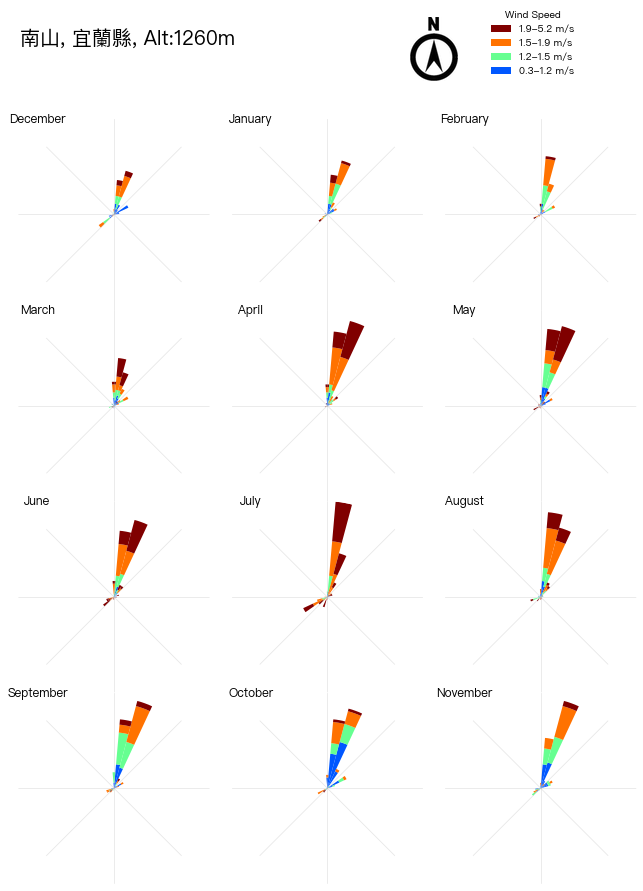 南山, 宜蘭縣, Alt:1260m
N
Wind Speed
1.9–5.2 m/s
1.5–1.9 m/s
1.2–1.5 m/s
0.3–1.2 m/s
December
January
February
March
April
May
June
July
August
September
October
November